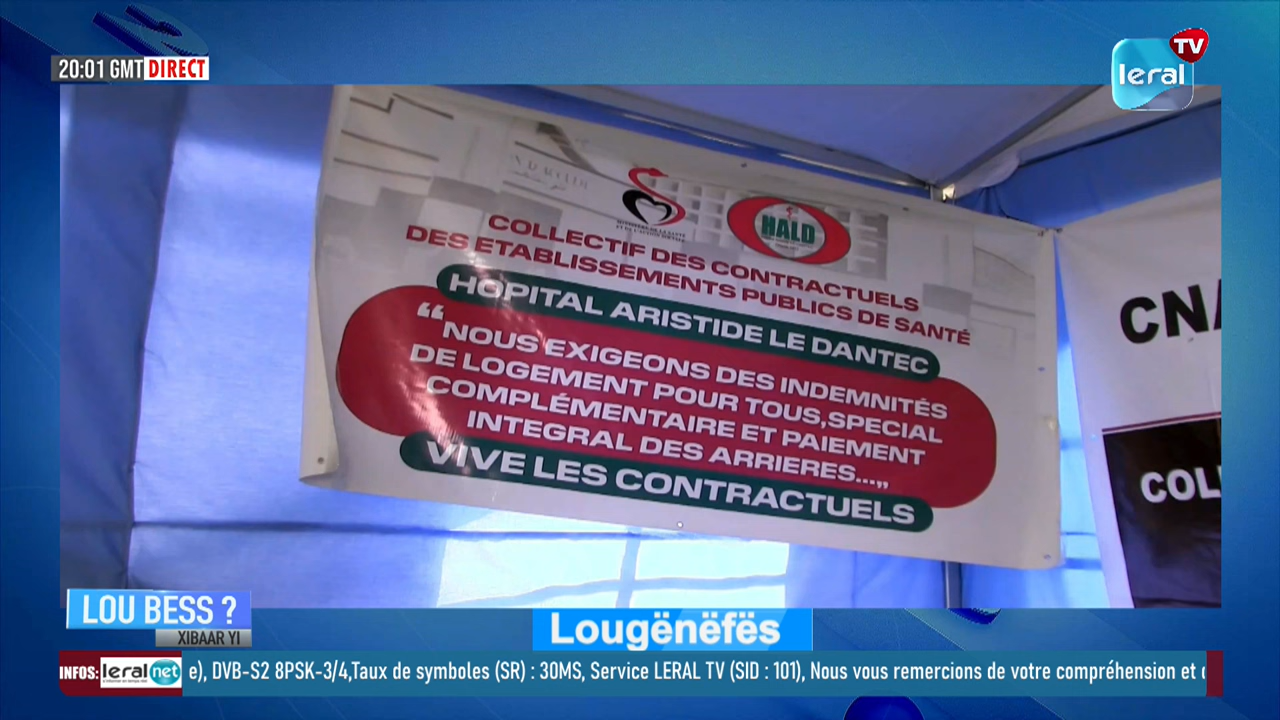 20:01 GMT DIRECT
leral TV
HALD
COLLECTIF DES CONTRACTUELS
DES ETABLISSEMENTS PUBLICS DE SANTÉ
HOPITAL ARISTIDE LE DANTEC
“NOUS EXIGEONS DES INDEMNITÉS
DE LOGEMENT POUR TOUS,SPECIAL
COMPLÉMENTAIRE ET PAIEMENT
INTEGRAL DES ARRIERES...,,
VIVE LES CONTRACTUELS
CNA
COL
LOU BESS ?
XIBAAR YI
Lougënëfës
INFOS: leral net e), DVB-S2 8PSK-3/4,Taux de symboles (SR) : 30MS, Service LERAL TV (SID : 101), Nous vous remercions de votre compréhension et